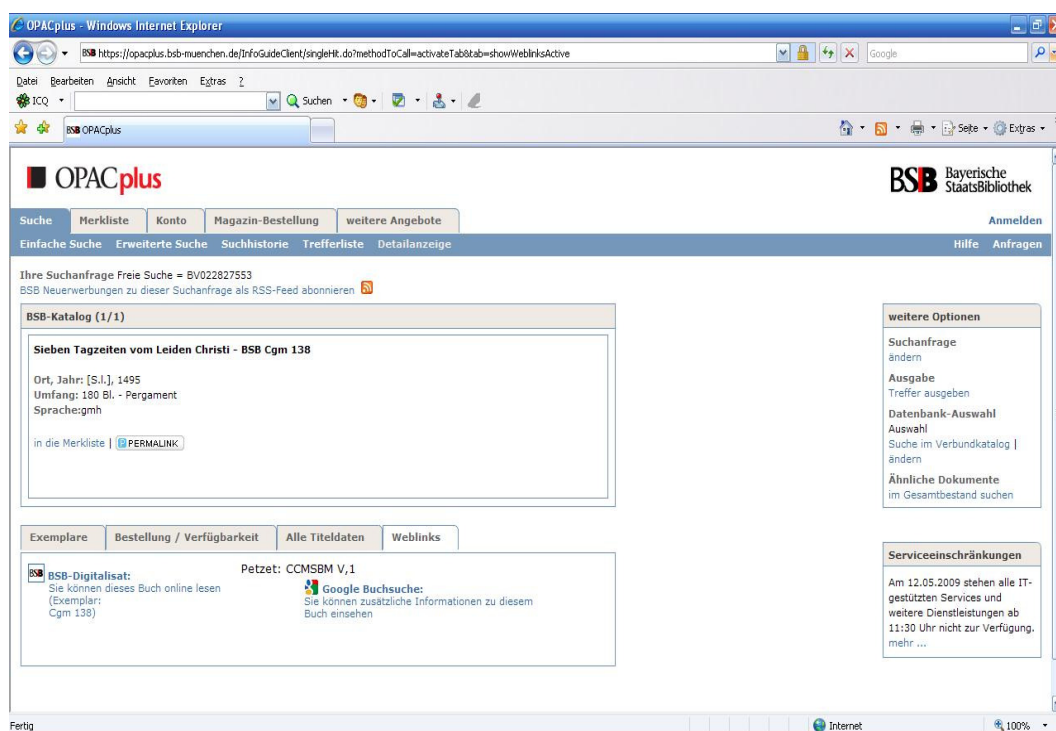 OPACplus - Windows Internet Explorer
BSB https://opacplus.bsb-muenchen.de/InfoGuideClient/singleHit.do?methodToCall=activateTab&tab=showWeblinksActive
Google
Datei Bearbeiten Ansicht Favoriten Extras ?
ICQ Suchen
BSB OPACplus Seite Extras
OPACplus
BSB Bayerische StaatsBibliothek
Suche Merkliste Konto Magazin-Bestellung weitere Angebote Anmelden
Einfache Suche Erweiterte Suche Suchhistorie Trefferliste Detailanzeige Hilfe Anfragen
Ihre Suchanfrage Freie Suche = BV022827553
BSB Neuerwerbungen zu dieser Suchanfrage als RSS-Feed abonnieren
BSB-Katalog (1/1)
Sieben Tagzeiten vom Leiden Christi - BSB Cgm 138
Ort, Jahr: [S.l.], 1495
Umfang: 180 Bl. - Pergament
Sprache:gmh
in die Merkliste | PERMALINK
weitere Optionen
Suchanfrage
ändern
Ausgabe
Treffer ausgeben
Datenbank-Auswahl
Auswahl
Suche im Verbundkatalog |
ändern
Ähnliche Dokumente
im Gesamtbestand suchen
Exemplare Bestellung / Verfügbarkeit Alle Titeldaten Weblinks
BSB BSB-Digitalisat:
Sie können dieses Buch online lesen
(Exemplar:
Cgm 138)
Petzet: CCMSBM V,1
Google Buchsuche:
Sie können zusätzliche Informationen zu diesem
Buch einsehen
Serviceeinschränkungen
Am 12.05.2009 stehen alle IT-
gestützten Services und
weitere Dienstleistungen ab
11:30 Uhr nicht zur Verfügung.
mehr ...
Fertig Internet 100%